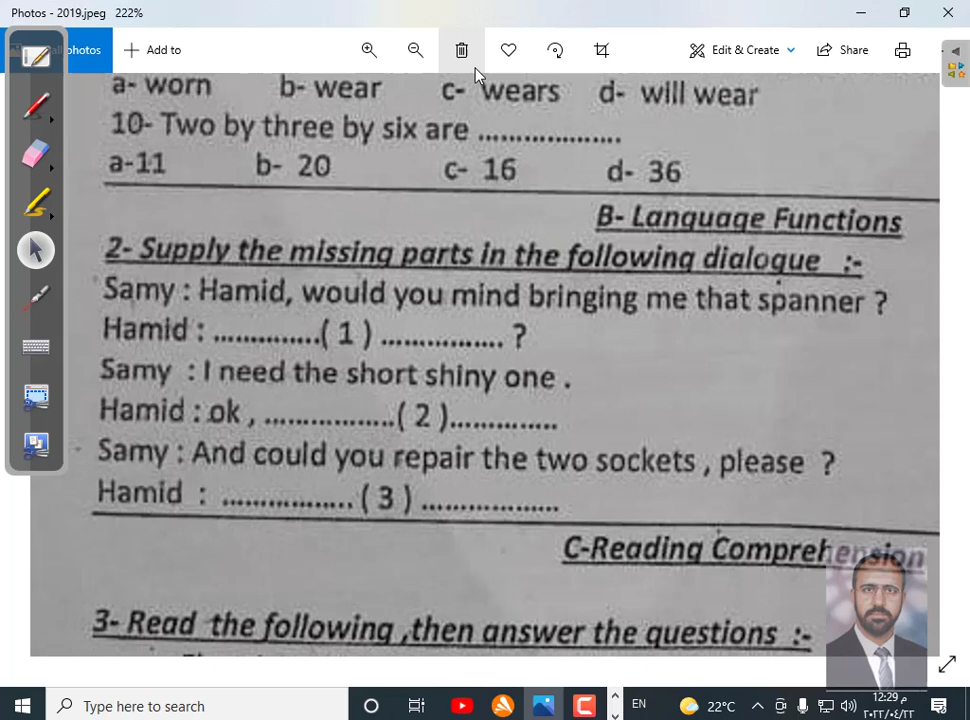 Photos - 2019.jpeg 222%
photos
Add to
Edit & Create
Share
a- worn b- wear c- wears d- will wear
10- Two by three by six are .....................
a-11 b- 20 c- 16 d- 36
B- Language Functions
2- Supply the missing parts in the following dialogue :-
Samy : Hamid, would you mind bringing me that spanner ?
Hamid : ...............( 1 ) ................. ?
Samy : I need the short shiny one .
Hamid : ok , ...................( 2 )...............
Samy : And could you repair the two sockets , please ?
Hamid : ................... ( 3 ) ....................
C-Reading Comprehension
3- Read the following ,then answer the questions :-
Type here to search
EN
22°C
12:29 م
٢٠٢٢/٠٤/٢٢